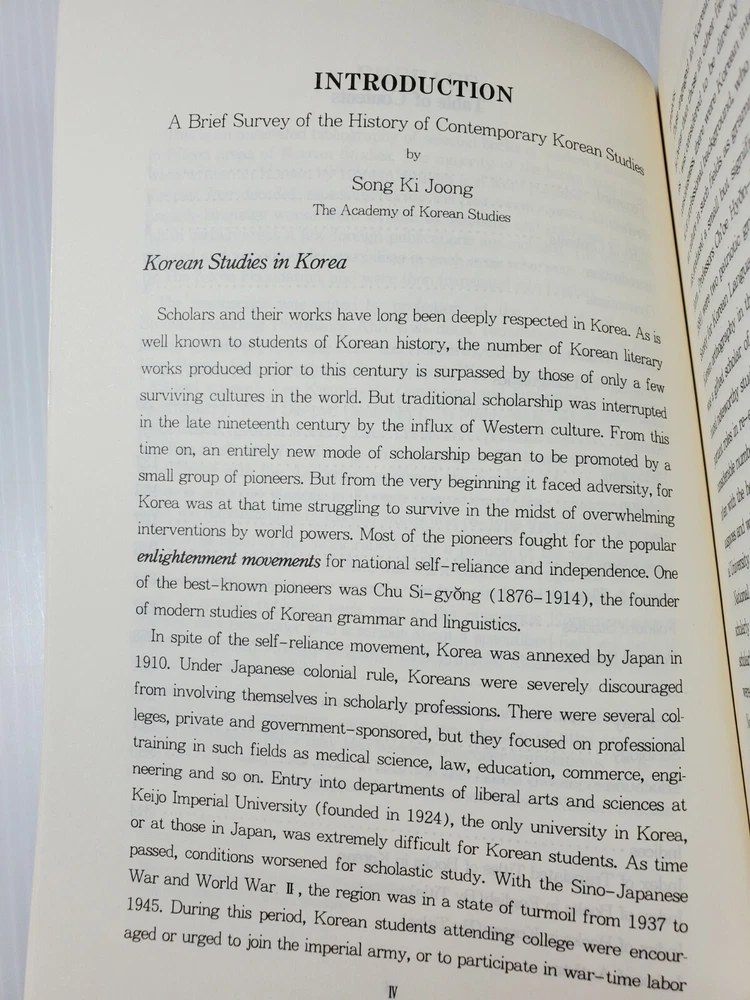 INTRODUCTION
A Brief Survey of the History of Contemporary Korean Studies
by
Song Ki Joong
The Academy of Korean Studies
Korean Studies in Korea
Scholars and their works have long been deeply respected in Korea. As is
well known to students of Korean history, the number of Korean literary
works produced prior to this century is surpassed by those of only a few
surviving cultures in the world. But traditional scholarship was interrupted
in the late nineteenth century by the influx of Western culture. From this
time on, an entirely new mode of scholarship began to be promoted by a
small group of pioneers. But from the very beginning it faced adversity, for
Korea was at that time struggling to survive in the midst of overwhelming
interventions by world powers. Most of the pioneers fought for the popular
enlightenment movements for national self-reliance and independence. One
of the best-known pioneers was Chu Si-gyŏng (1876-1914), the founder
of modern studies of Korean grammar and linguistics.
In spite of the self-reliance movement, Korea was annexed by Japan in
1910. Under Japanese colonial rule, Koreans were severely discouraged
from involving themselves in scholarly professions. There were several col-
leges, private and government-sponsored, but they focused on professional
training in such fields as medical science, law, education, commerce, engi-
neering and so on. Entry into departments of liberal arts and sciences at
Keijo Imperial University (founded in 1924), the only university in Korea,
or at those in Japan, was extremely difficult for Korean students. As time
passed, conditions worsened for scholastic study. With the Sino-Japanese
War and World War Ⅱ, the region was in a state of turmoil from 1937 to
1945. During this period, Korean students attending college were encour-
aged or urged to join the imperial army, or to participate in war-time labor
Ⅳ